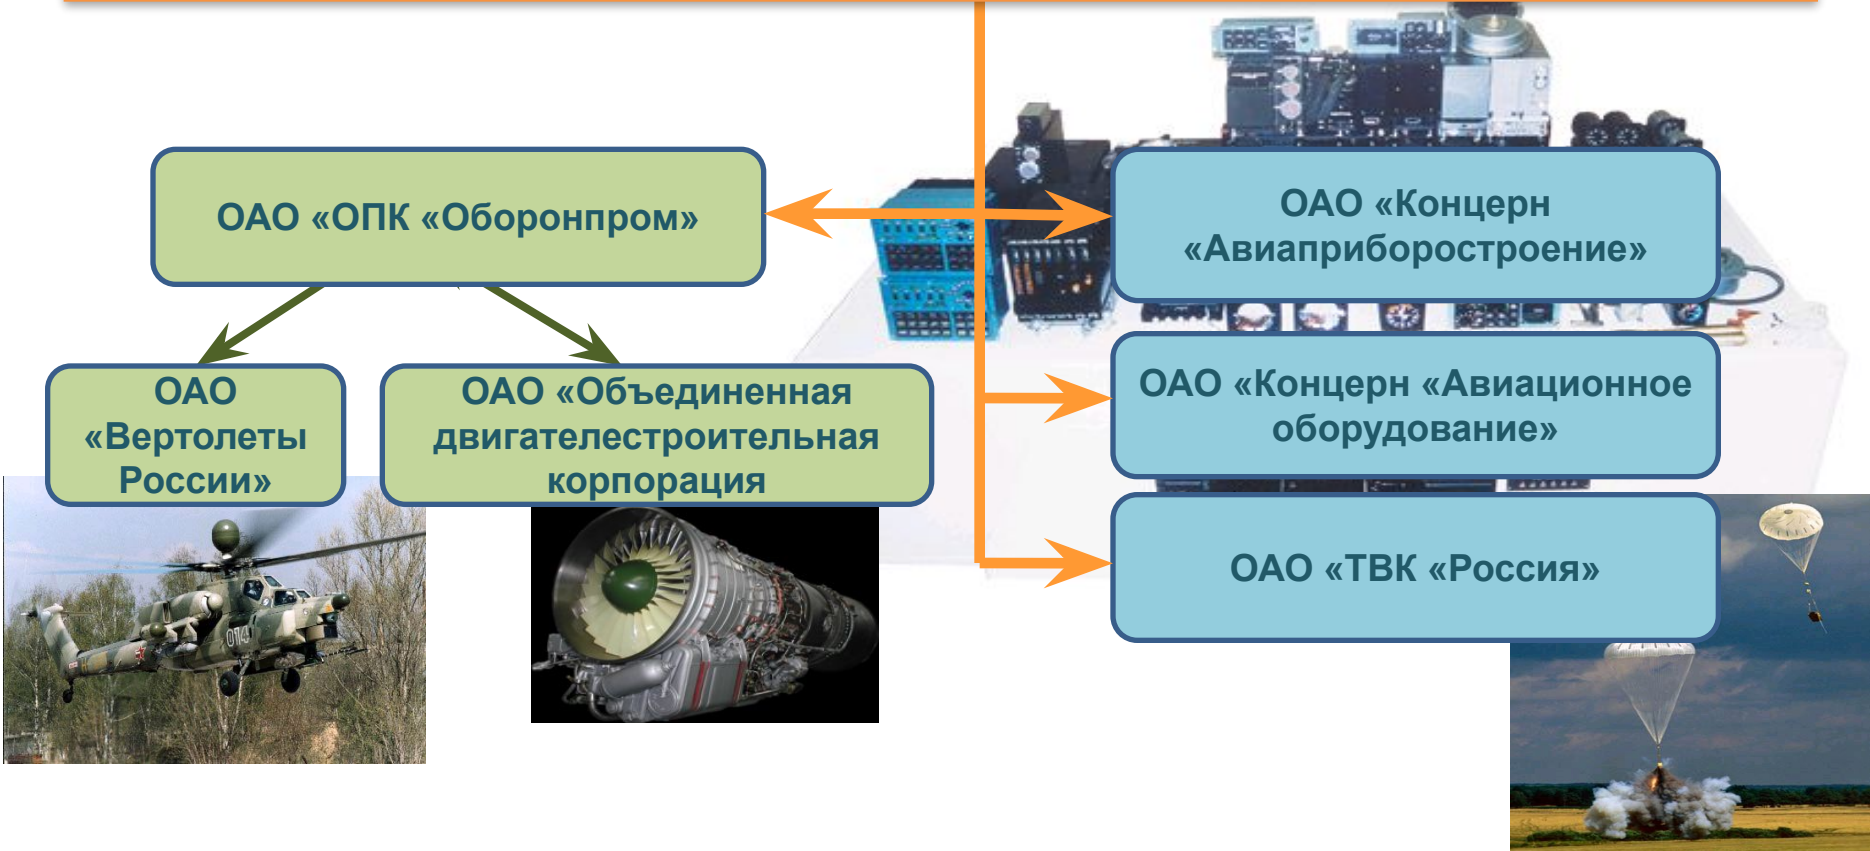 ОАО «ОПК «Оборонпром»
ОАО «Концерн
«Авиаприборостроение»
ОАО
«Вертолеты
России»
ОАО «Объединенная
двигателестроительная
корпорация
ОАО «Концерн «Авиационное
оборудование»
ОАО «ТВК «Россия»
014